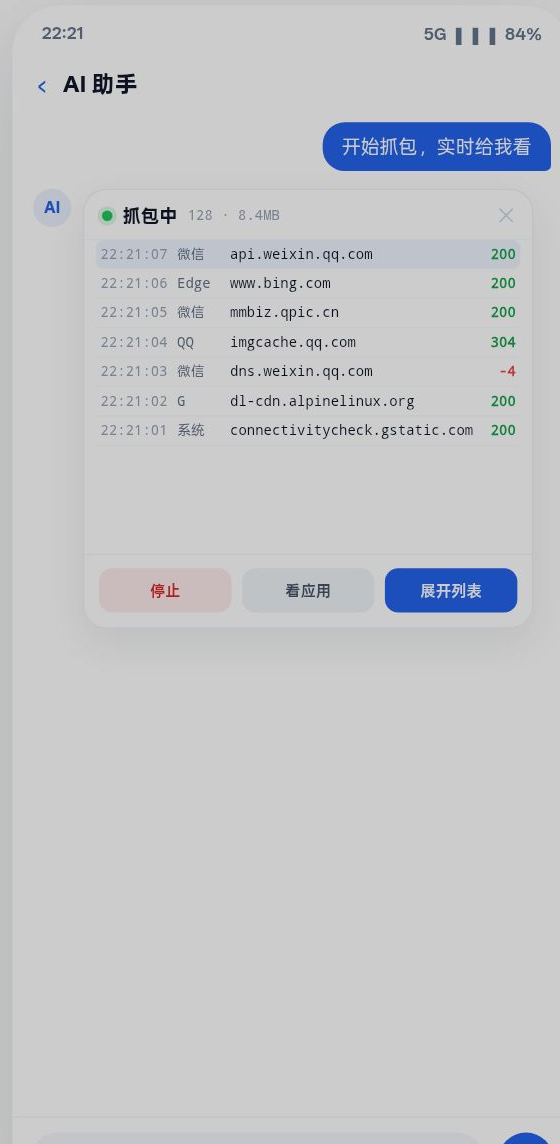 22:21 5G 84%
AI 助手
开始抓包，实时给我看
AI
抓包中 128 · 8.4MB
22:21:07 微信 api.weixin.qq.com 200
22:21:06 Edge www.bing.com 200
22:21:05 微信 mmbiz.qpic.cn 200
22:21:04 QQ imgcache.qq.com 304
22:21:03 微信 dns.weixin.qq.com -4
22:21:02 G dl-cdn.alpinelinux.org 200
22:21:01 系统 connectivitycheck.gstatic.com 200
停止 看应用 展开列表